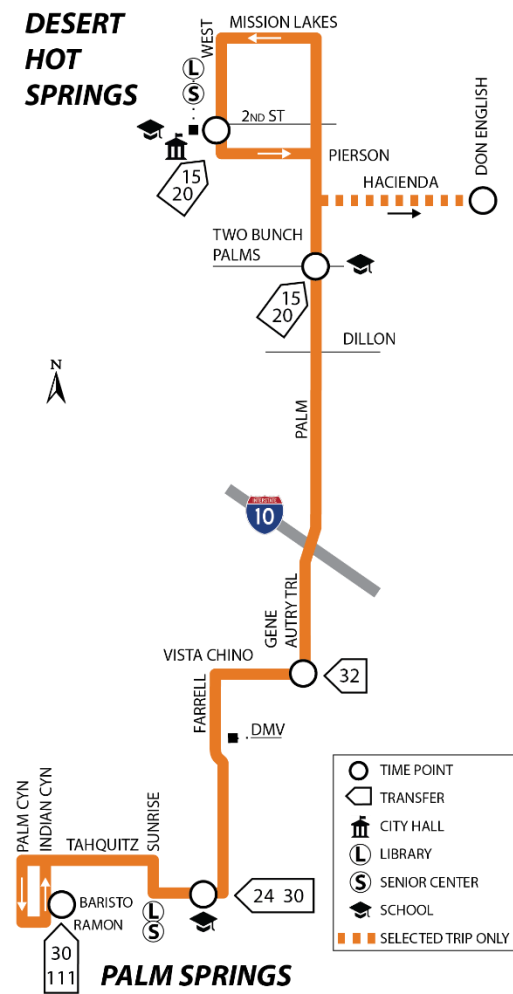 DESERT
HOT
SPRINGS
MISSION LAKES
WEST
L
S
2ND ST
PIERSON
15
20
HACIENDA
DON ENGLISH
TWO BUNCH
PALMS
15
20
DILLON
N
PALM
INTERSTATE
10
GENE
AUTRY TRL
VISTA CHINO
32
FARRELL
DMV
PALM CYN
INDIAN CYN
TAHQUITZ
SUNRISE
24 30
L
S
BARISTO
RAMON
30
111
PALM SPRINGS
TIME POINT
TRANSFER
CITY HALL
L LIBRARY
S SENIOR CENTER
SCHOOL
SELECTED TRIP ONLY